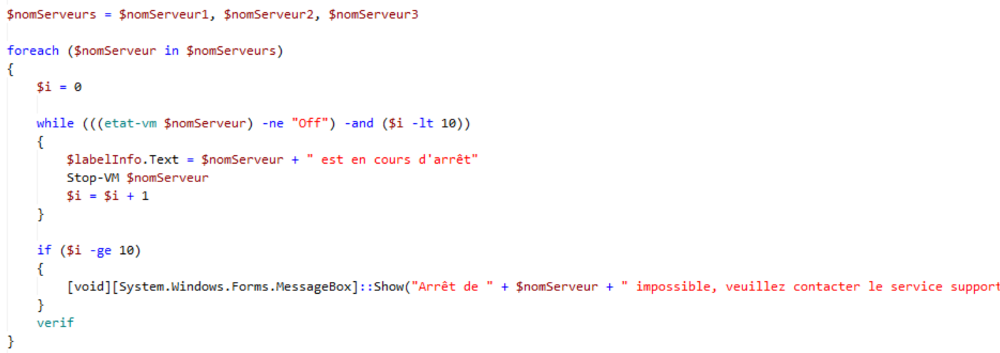 $nomServeurs = $nomServeur1, $nomServeur2, $nomServeur3
foreach ($nomServeur in $nomServeurs)
{
$i = 0
while (((etat-vm $nomServeur) -ne "Off") -and ($i -lt 10))
{
$labelInfo.Text = $nomServeur + " est en cours d'arrêt"
Stop-VM $nomServeur
$i = $i + 1
}
if ($i -ge 10)
{
[void][System.Windows.Forms.MessageBox]::Show("Arrêt de " + $nomServeur + " impossible, veuillez contacter le service support
}
verif
}